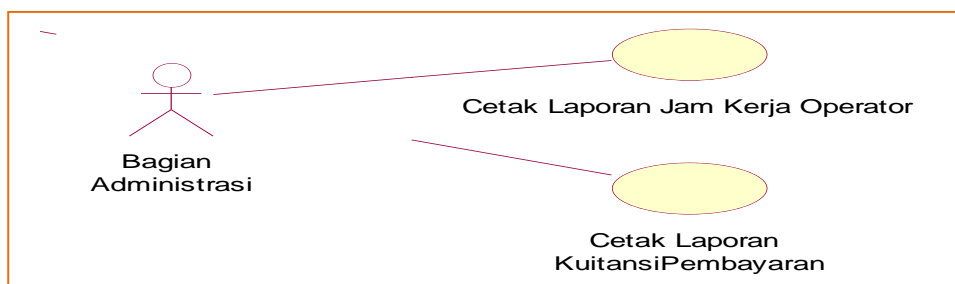 Cetak Laporan Jam Kerja Operator
Bagian
Administrasi
Cetak Laporan
KuitansiPembayaran